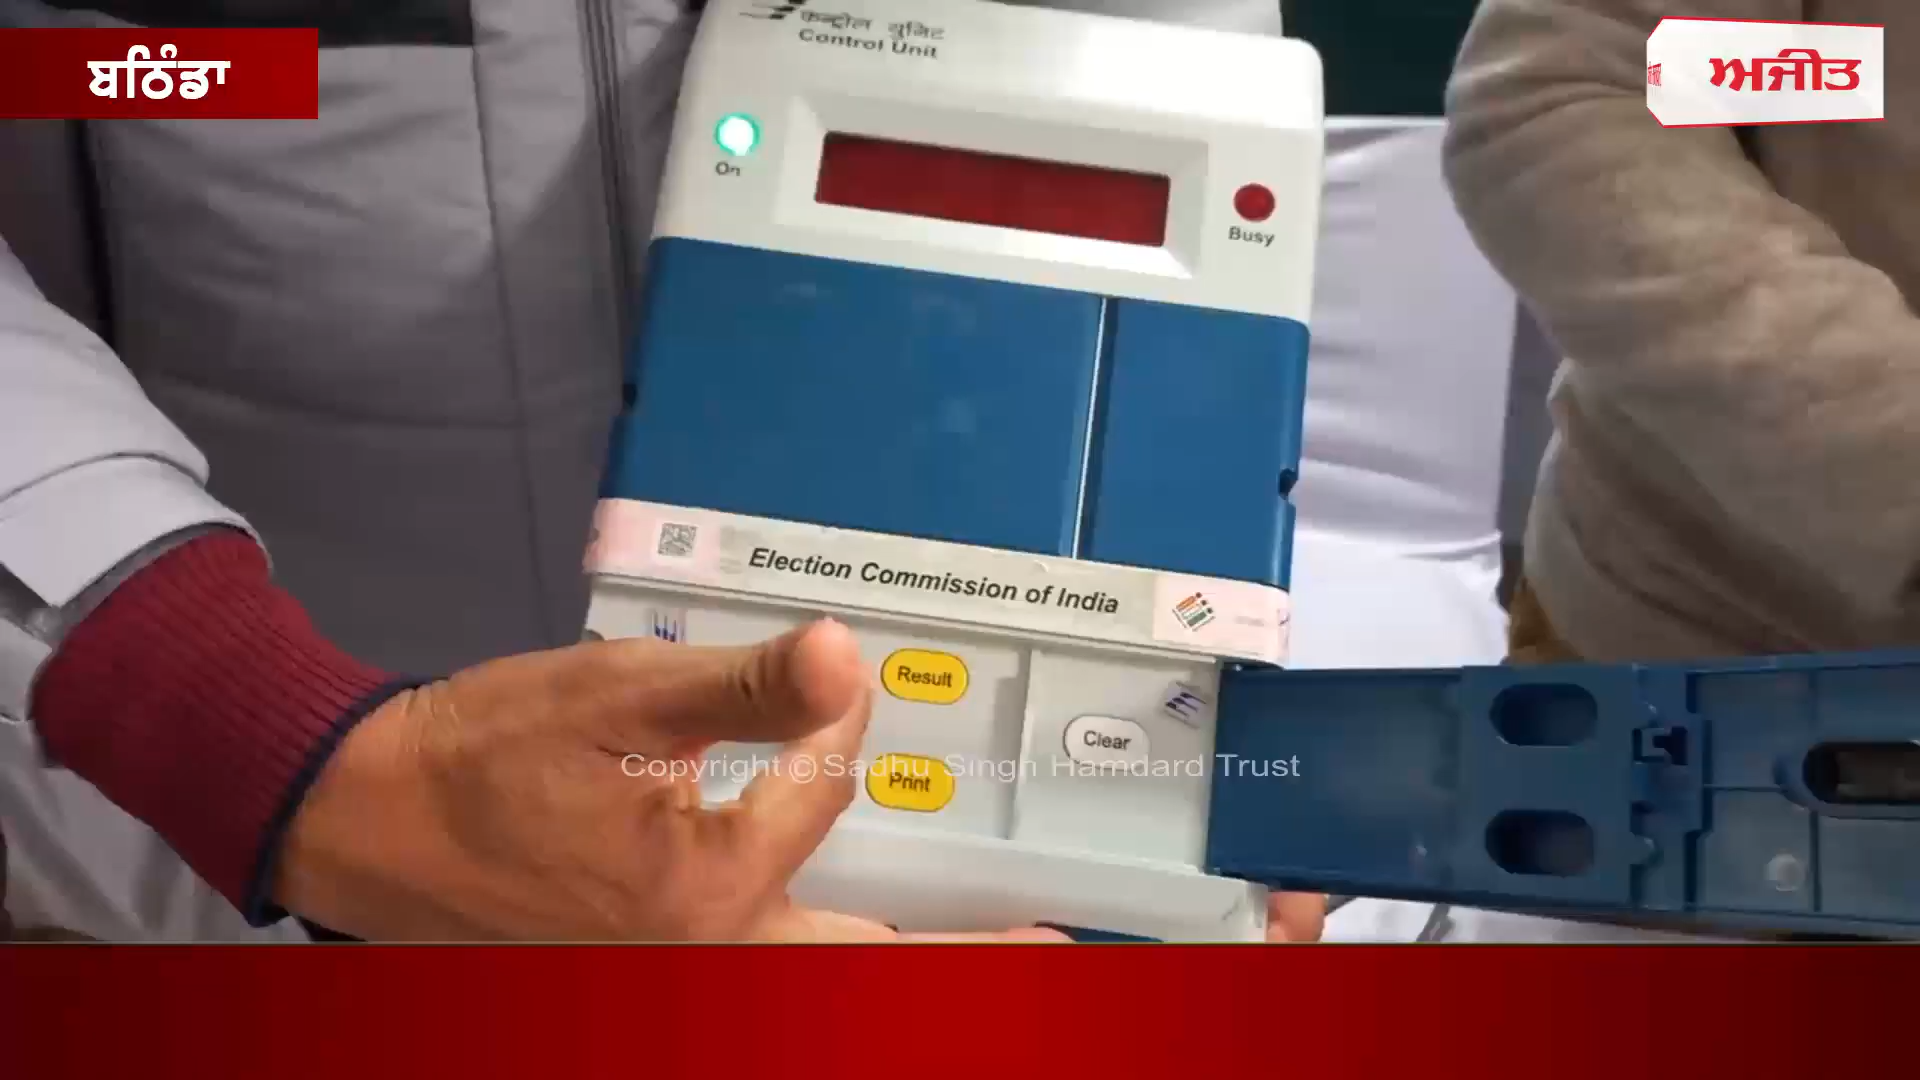 ਬਠਿੰਡਾ
ਅਜੀਤ
कन्ट्रोल युनिट
Control Unit
On
Busy
Election Commission of India
Result
Clear
Copyright © Sadhu Singh Hamdard Trust
Print